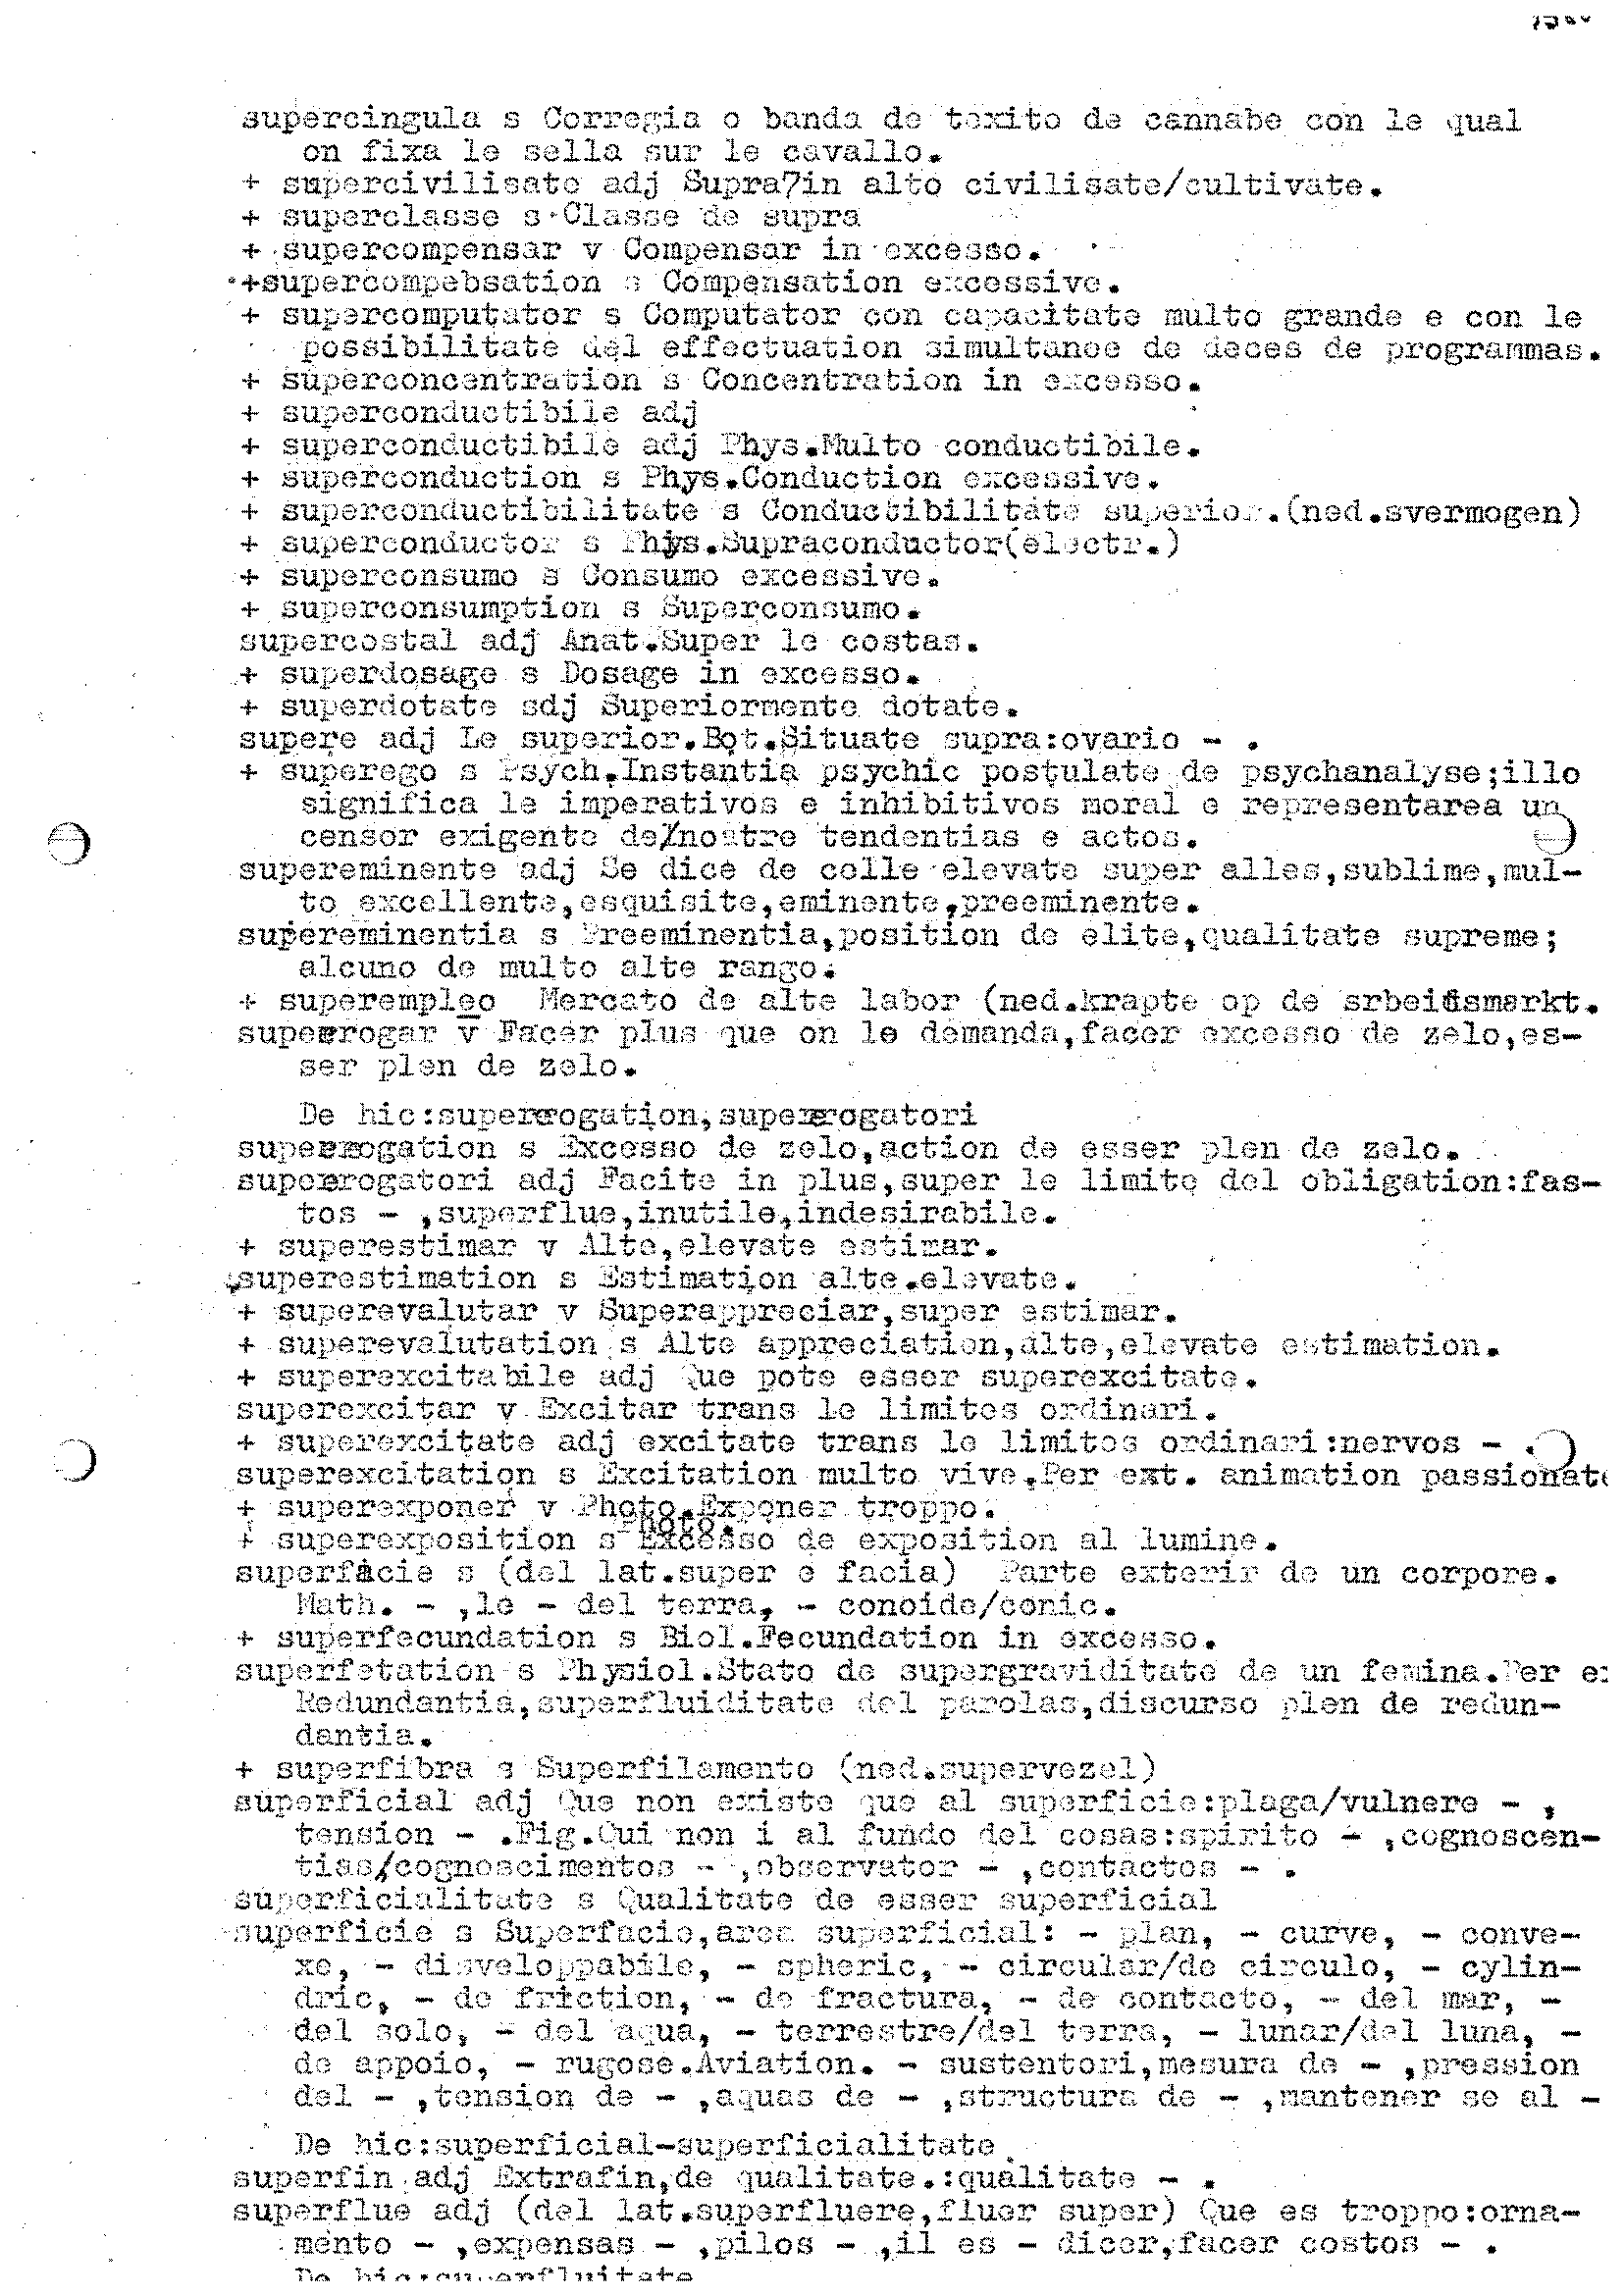 supercingula s Corregia o banda de texito de cannabe con le qual
on fixa le sella sur le cavallo.
+ supercivilisate adj Supra7in alto civilisate/cultivate.
+ superclasse s Classe de supra
+ supercompensar v Compensar in excesso.
+supercompebsation s Compensation excessive.
+ supercomputator s Computator con capacitate multo grande e con le
possibilitate del effectuation simultanee de deces de programmas.
+ superconcentration s Concentration in excesso.
+ superconductibile adj
+ superconductibile adj Phys.Multo conductibile.
+ superconduction s Phys.Conduction excessive.
+ superconductibilitate s Conductibilitate superior.(ned.svermogen)
+ superconductor s Phys.Supraconductor(electr.)
+ superconsumo s Consumo excessive.
+ superconsumption s Superconsumo.
supercostal adj Anat.Super le costas.
+ superdosage s Dosage in excesso.
+ superdotate sdj Superiormente dotate.
supere adj Le superior.Bot.Situate supra:ovario - .
+ superego s Psych.Instantia psychic postulate de psychanalyse;illo
significa le imperativos e inhibitivos moral e representarea un
censor exigente de/nostre tendentias e actos.
supereminente adj Se dice de colle elevate super alles,sublime,mul-
to excellente,esquisite,eminente,preeminente.
supereminentia s Preeminentia,position de elite,qualitate supreme;
alcuno de multo alte rango.
+ superempleo Mercato de alte labor (ned.krapte op de srbeidsmarkt.
supererogar v Facer plus que on le demanda,facer excesso de zelo,es-
ser plen de zelo.
De hic:supererogation,supererogatori
supererogation s Excesso de zelo,action de esser plen de zelo.
supererogatori adj Facite in plus,super le limite del obligation:fas-
tos - ,superflue,inutile,indesirabile.
+ superestimar v Alte,elevate estimar.
superestimation s Estimation alte.elevate.
+ superevalutar v Superappreciar,super estimar.
+ superevalutation s Alte appreciation,alte,elevate estimation.
+ superexcitabile adj Que pote esser superexcitate.
superexcitar v Excitar trans le limites ordinari.
+ superexcitate adj excitate trans le limites ordinari:nervos - .
superexcitation s Excitation multo vive.Per ext. animation passionate
+ superexponer v Photo.Exponer troppo.
Photo.
+ superexposition s Excesso de exposition al lumine.
superfacie s (del lat.super e facia) Parte exterir de un corpore.
Math. - ,le - del terra, - conoide/conic.
+ superfecundation s Biol.Fecundation in excesso.
superfetation s Physiol.Stato de supergraviditate de un femina.Per ex
Redundantia,superfluiditate del parolas,discurso plen de redun-
dantia.
+ superfibra s Superfilamento (ned.supervezel)
superficial adj Que non existe que al superficie:plaga/vulnere - ,
tension - .Fig.Qui non i al fundo del cosas:spirito - ,cognoscen-
tias/cognoscimentos - ,observator - ,contactos - .
superficialitate s Qualitate de esser superficial
superficie s Superfacie,area superficial: - plan, - curve, - conve-
xe, - disveloppabile, - spheric, - circular/de circulo, - cylin-
dric, - de friction, - de fractura, - de contacto, - del mar, -
del solo, - del aqua, - terrestre/del terra, - lunar/del luna, -
de appoio, - rugose.Aviation. - sustentori,mesura de - ,pression
del - ,tension de - ,aquas de - ,structura de - ,mantener se al -
De hic:superficial-superficialitate
superfin adj Extrafin,de qualitate.:qualitate - .
superflue adj (del lat.superfluere,fluer super) Que es troppo:orna-
mento - ,expensas - ,pilos - ,il es - dicer,facer costos - .
De hic:superfluitate